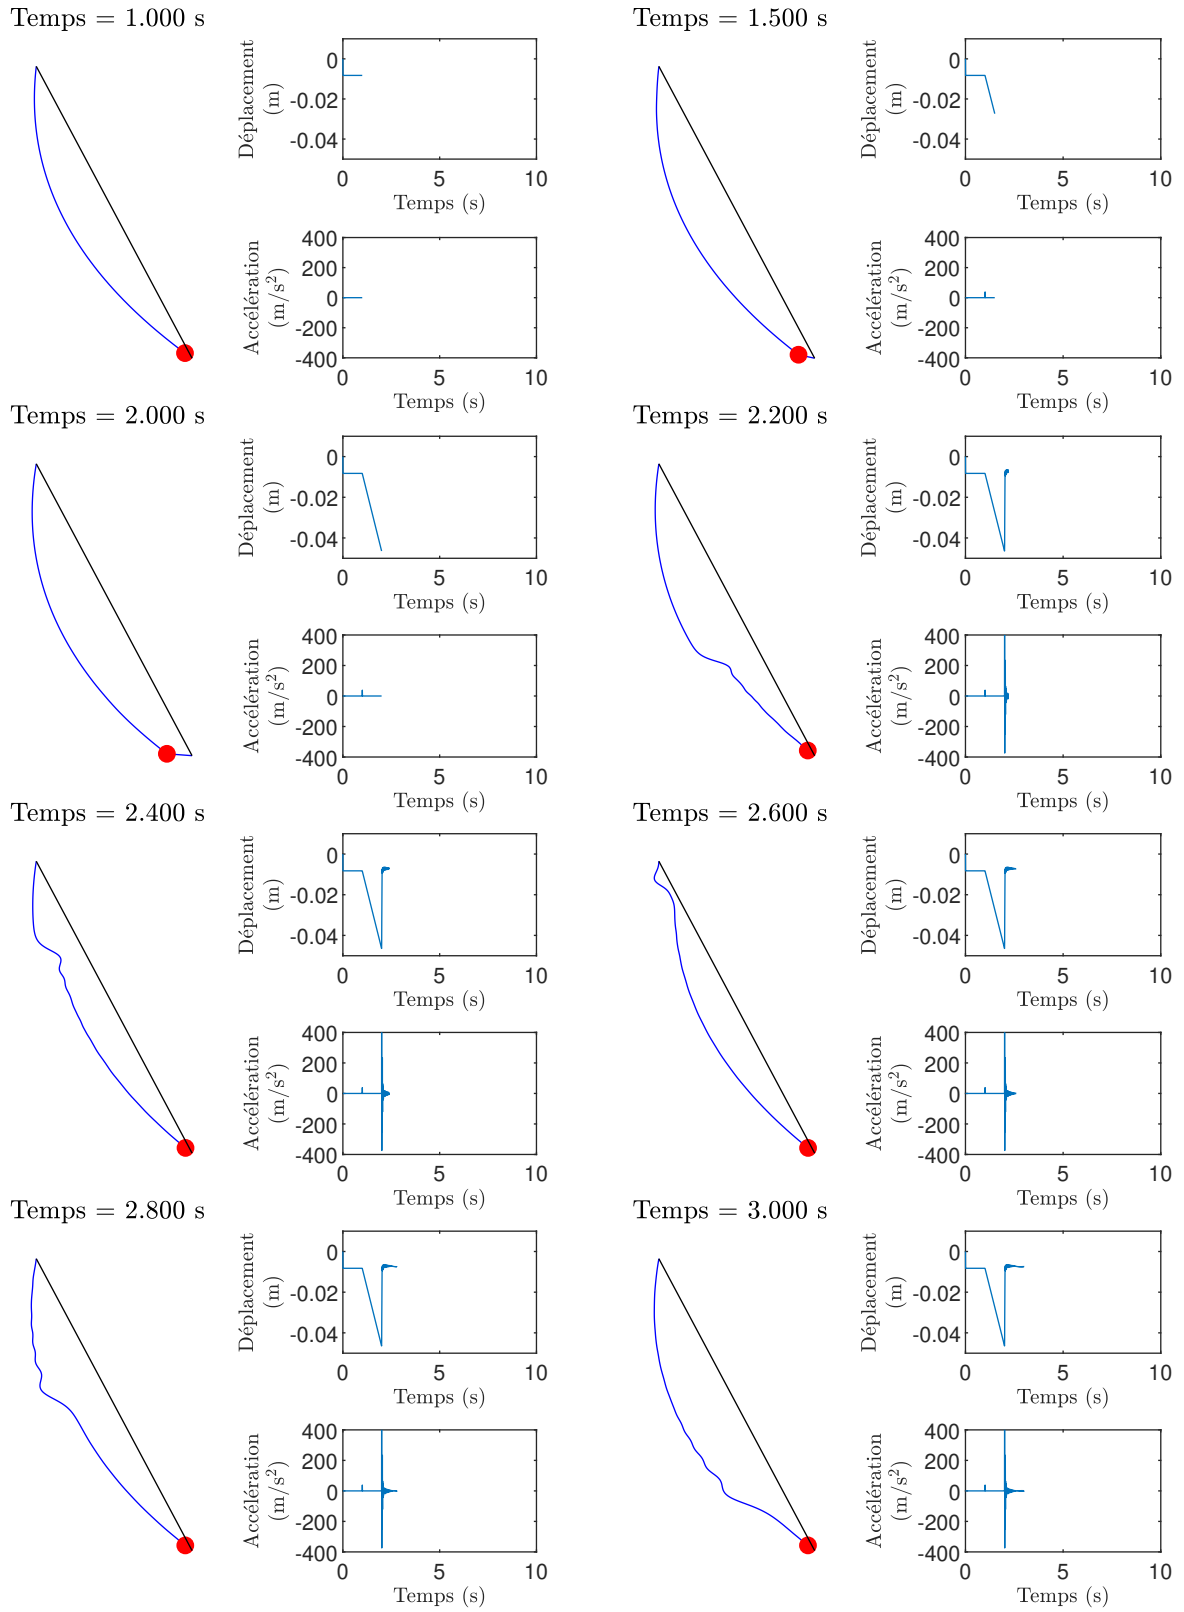 Temps = 1.000 s
Déplacement
(m)
0
-0.02
-0.04
0
5
10
Temps (s)
Accélération
(m/s²)
400
200
0
-200
-400
0
5
10
Temps (s)
Temps = 1.500 s
Déplacement
(m)
0
-0.02
-0.04
0
5
10
Temps (s)
Accélération
(m/s²)
400
200
0
-200
-400
0
5
10
Temps (s)
Temps = 2.000 s
Déplacement
(m)
0
-0.02
-0.04
0
5
10
Temps (s)
Accélération
(m/s²)
400
200
0
-200
-400
0
5
10
Temps (s)
Temps = 2.200 s
Déplacement
(m)
0
-0.02
-0.04
0
5
10
Temps (s)
Accélération
(m/s²)
400
200
0
-200
-400
0
5
10
Temps (s)
Temps = 2.400 s
Déplacement
(m)
0
-0.02
-0.04
0
5
10
Temps (s)
Accélération
(m/s²)
400
200
0
-200
-400
0
5
10
Temps (s)
Temps = 2.600 s
Déplacement
(m)
0
-0.02
-0.04
0
5
10
Temps (s)
Accélération
(m/s²)
400
200
0
-200
-400
0
5
10
Temps (s)
Temps = 2.800 s
Déplacement
(m)
0
-0.02
-0.04
0
5
10
Temps (s)
Accélération
(m/s²)
400
200
0
-200
-400
0
5
10
Temps (s)
Temps = 3.000 s
Déplacement
(m)
0
-0.02
-0.04
0
5
10
Temps (s)
Accélération
(m/s²)
400
200
0
-200
-400
0
5
10
Temps (s)